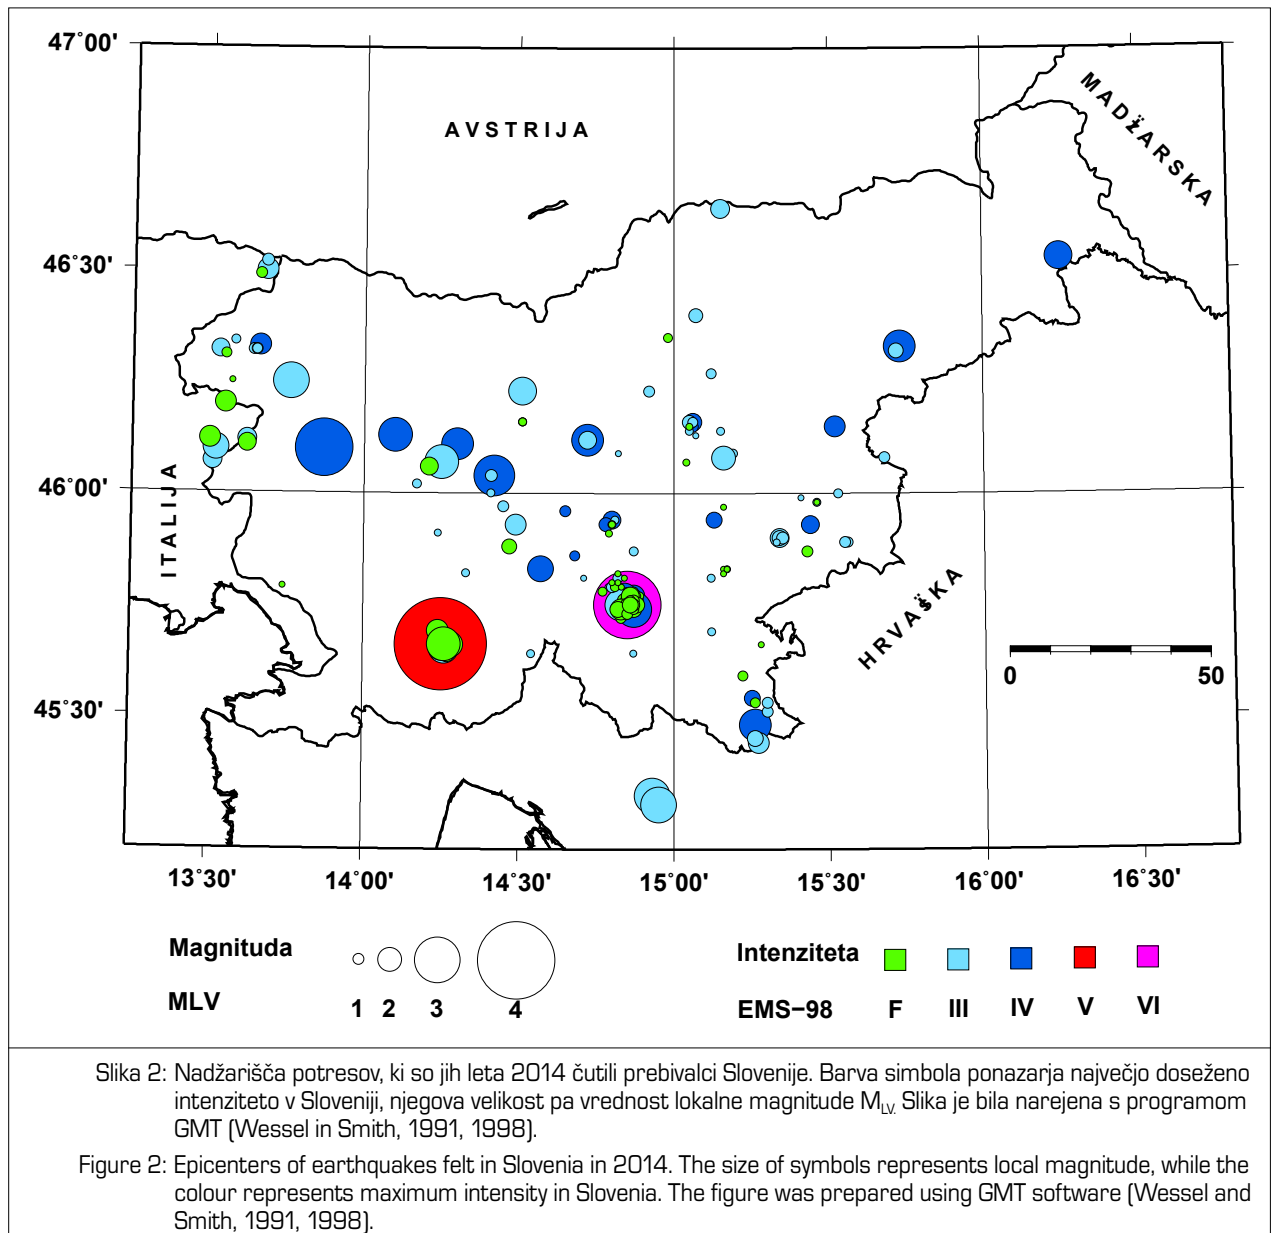 47°00'
46°30'
46°00'
45°30'
AVSTRIJA
MADŽARSKA
ITALIJA
HRVAŠKA
0 50
13°30' 14°00' 14°30' 15°00' 15°30' 16°00' 16°30'
Magnituda
MLV 1 2 3 4
Intenziteta
EMS−98 F III IV V VI
Slika 2: Nadžarišča potresov, ki so jih leta 2014 čutili prebivalci Slovenije. Barva simbola ponazarja največjo doseženo
intenziteto v Sloveniji, njegova velikost pa vrednost lokalne magnitude MLV. Slika je bila narejena s programom
GMT (Wessel in Smith, 1991, 1998).
Figure 2: Epicenters of earthquakes felt in Slovenia in 2014. The size of symbols represents local magnitude, while the
colour represents maximum intensity in Slovenia. The figure was prepared using GMT software (Wessel and
Smith, 1991, 1998).